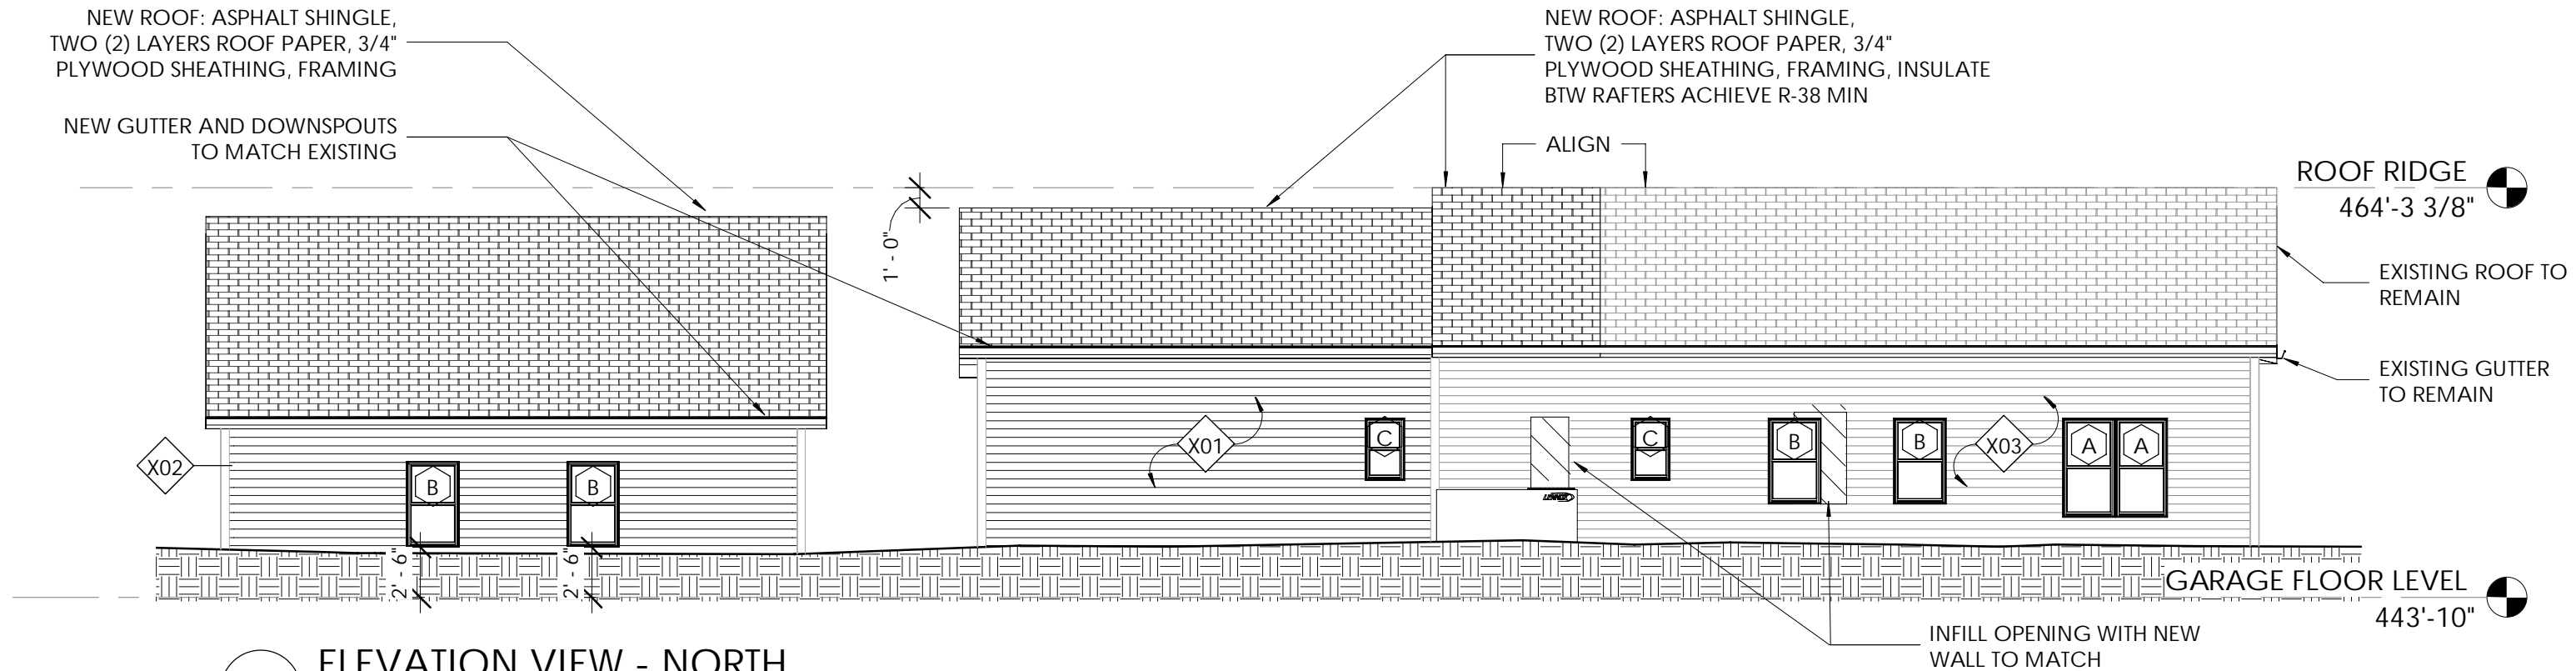 NEW ROOF: ASPHALT SHINGLE,
TWO (2) LAYERS ROOF PAPER, 3/4"
PLYWOOD SHEATHING, FRAMING
NEW GUTTER AND DOWNSPOUTS
TO MATCH EXISTING
NEW ROOF: ASPHALT SHINGLE,
TWO (2) LAYERS ROOF PAPER, 3/4"
PLYWOOD SHEATHING, FRAMING, INSULATE
BTW RAFTERS ACHIEVE R-38 MIN
ALIGN
ROOF RIDGE
464'-3 3/8"
1' - 0"
EXISTING ROOF TO
REMAIN
EXISTING GUTTER
TO REMAIN
X02
B
B
X01
C
C
B
B
X03
A
A
LENNOX
2' - 6"
2' - 6"
GARAGE FLOOR LEVEL
443'-10"
INFILL OPENING WITH NEW
WALL TO MATCH
ELEVATION VIEW - NORTH